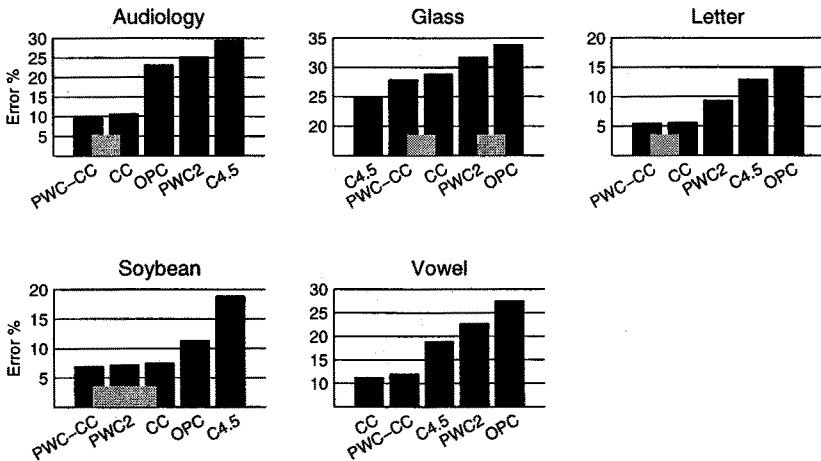 Audiology
Error %
30
25
20
15
10
5
PWC-CC
CC
OPC
PWC2
C4.5
Glass
35
30
25
20
C4.5
PWC-CC
CC
PWC2
OPC
Letter
20
15
10
5
PWC-CC
CC
PWC2
C4.5
OPC
Soybean
Error %
20
15
10
5
PWC-CC
PWC2
CC
OPC
C4.5
Vowel
30
25
20
15
10
CC
PWC-CC
C4.5
PWC2
OPC